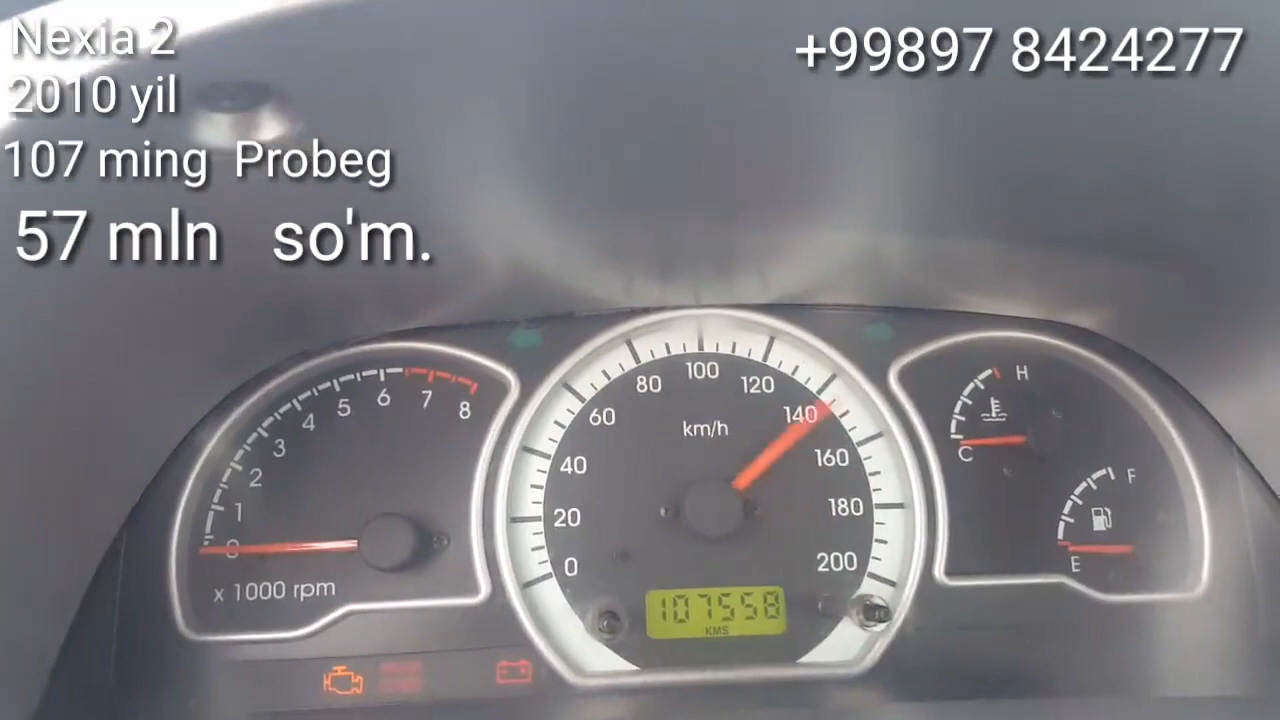 Nexia 2
+99897 8424277
2010 yil
107 ming Probeg
57 mln so'm.
0 1 2 3 4 5 6 7 8
x 1000 rpm
0 20 40 60 80 100 120 140 160 180 200
km/h
107558
KMS
H
C
F
E